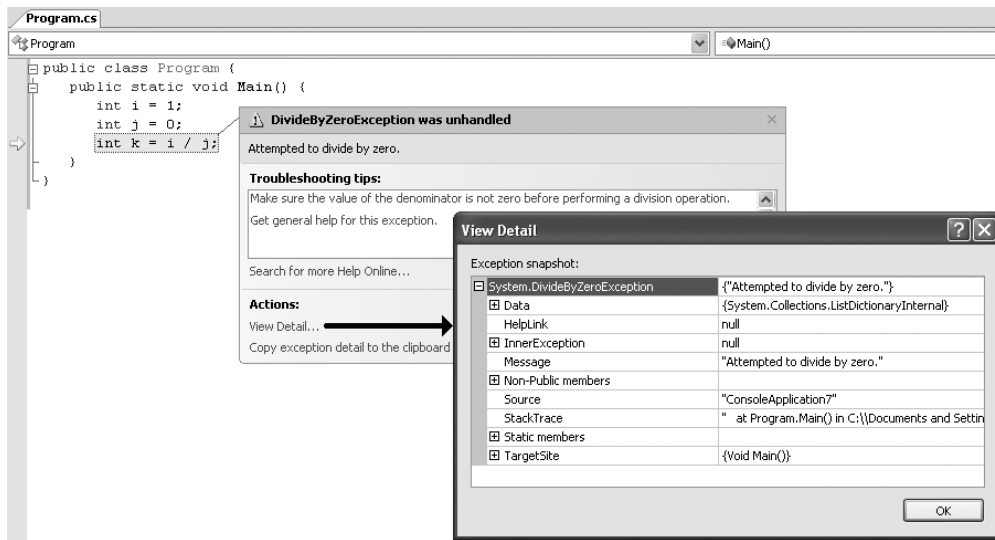 Program.cs
Program
Main()
public class Program {
public static void Main() {
int i = 1;
int j = 0;
int k = i / j;
}
}
DivideByZeroException was unhandled
Attempted to divide by zero.
Troubleshooting tips:
Make sure the value of the denominator is not zero before performing a division operation.
Get general help for this exception.
Search for more Help Online...
Actions:
View Detail...
Copy exception detail to the clipboard
View Detail
Exception snapshot:
System.DivideByZeroException {"Attempted to divide by zero."}
Data {System.Collections.ListDictionaryInternal}
HelpLink null
InnerException null
Message "Attempted to divide by zero."
Non-Public members
Source "ConsoleApplication7"
StackTrace " at Program.Main() in C:\\Documents and Settin
Static members
TargetSite {Void Main()}
OK